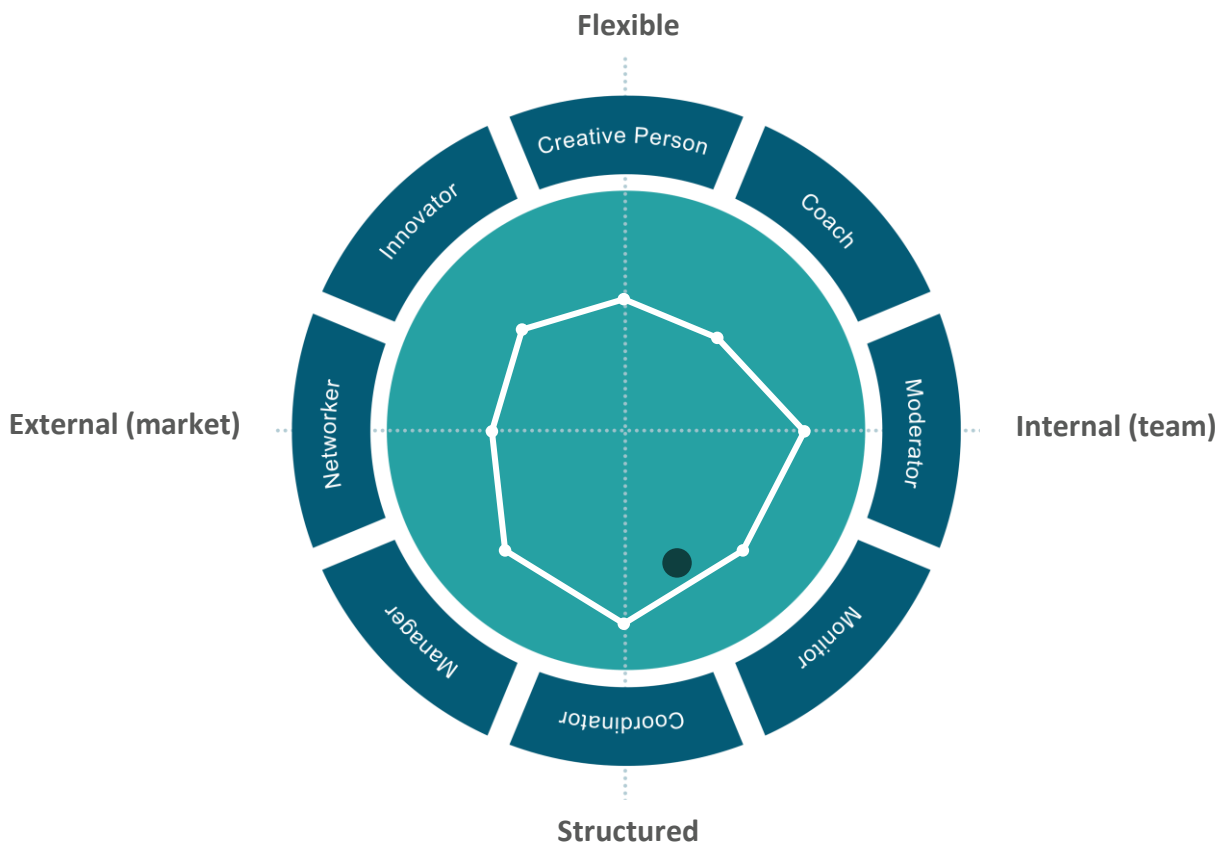 Flexible
Creative Person
Innovator
Coach
External (market)
Networker
Moderator
Internal (team)
Manager
Monitor
Coordinator
Structured